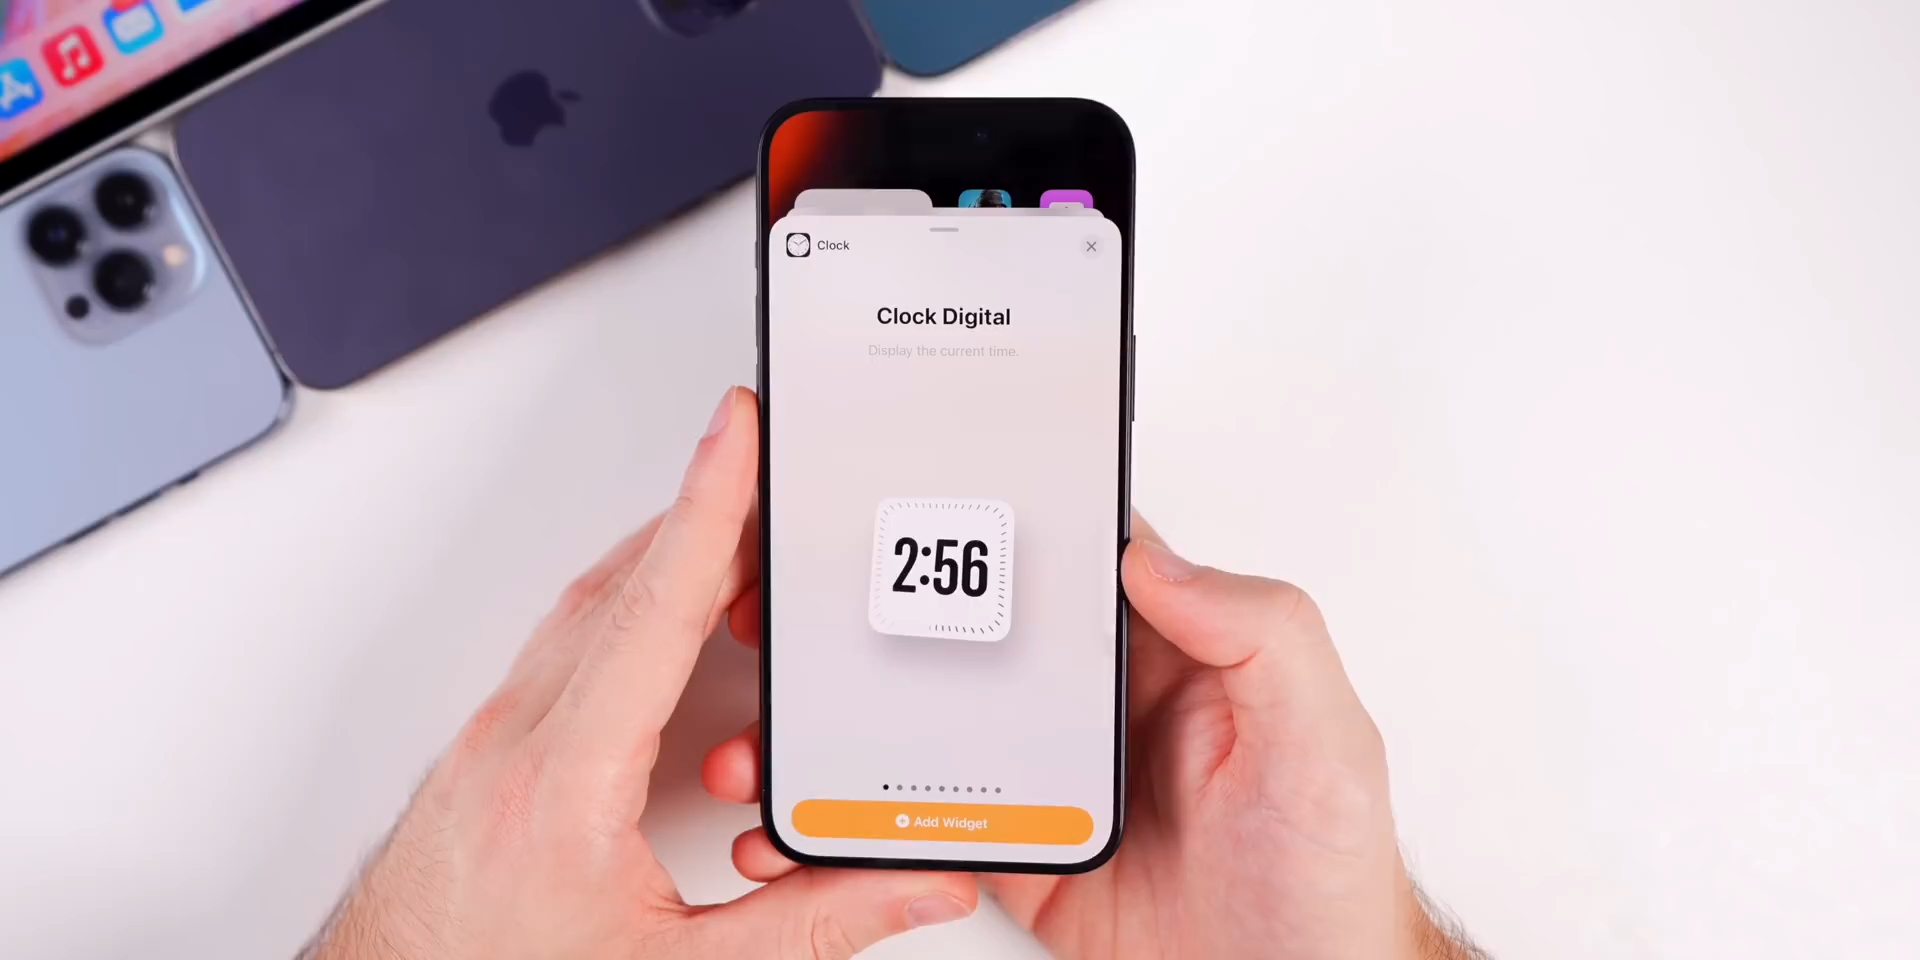 Clock
Clock Digital
Display the current time.
2:56
Add Widget